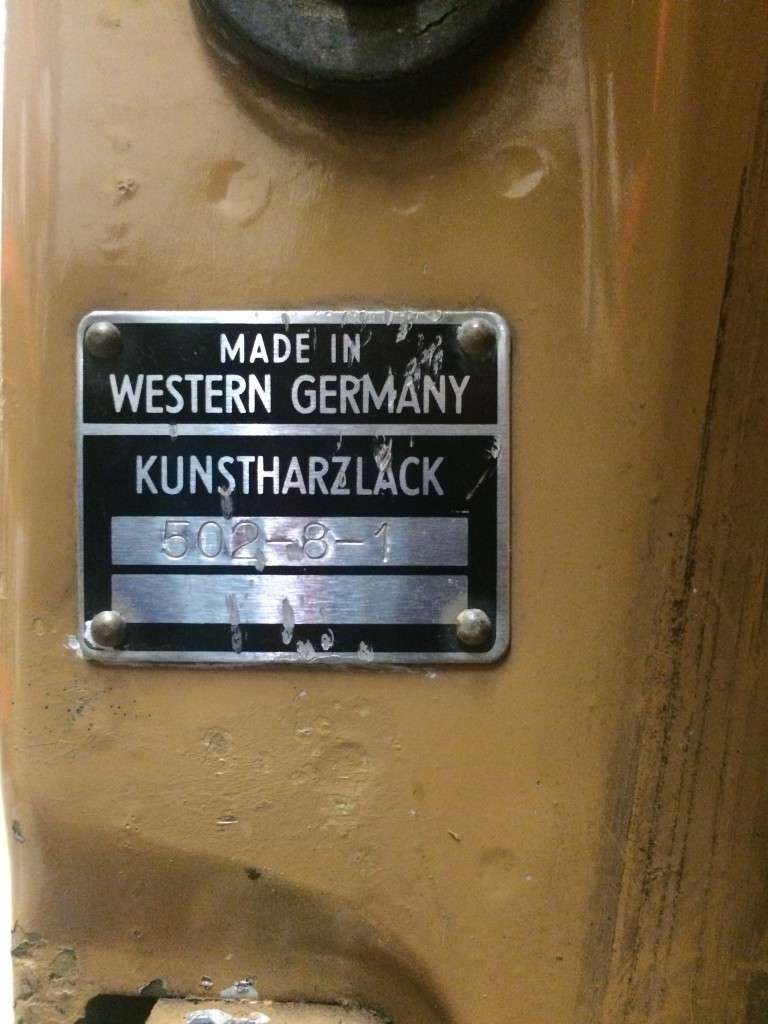 MADE IN
WESTERN GERMANY
KUNSTHARZLACK
502-8-1